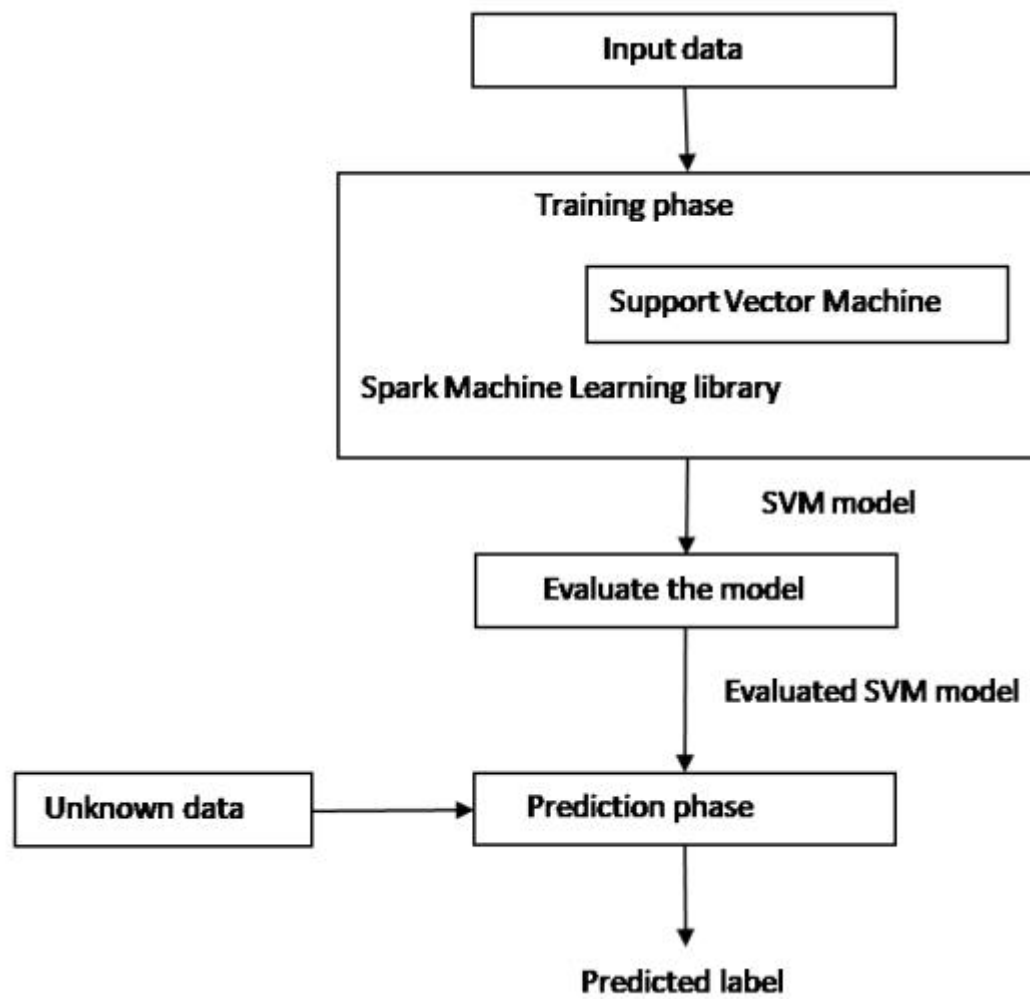 Input data
Training phase
Support Vector Machine
Spark Machine Learning library
SVM model
Evaluate the model
Evaluated SVM model
Unknown data
Prediction phase
Predicted label